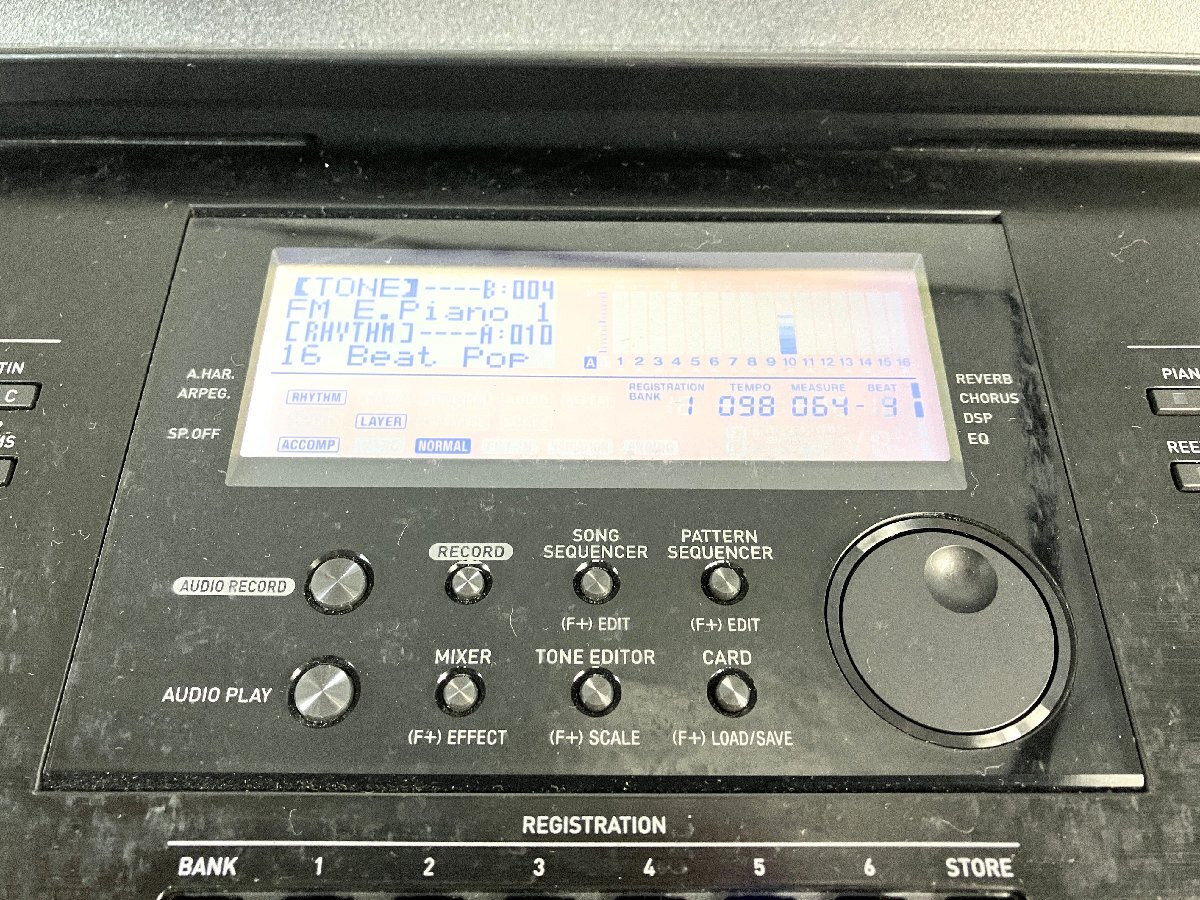 【TONE】----B:004
FM E.Piano 1
[RHYTHM]----A:010
16 Beat Pop
A 1 2 3 4 5 6 7 8 9 10 11 12 13 14 15 16
RHYTHM
LAYER
ACCOMP NORMAL
REGISTRATION BANK 1
TEMPO 098
MEASURE 064-
BEAT
A.HAR.
ARPEG.
SP.OFF
REVERB
CHORUS
DSP
EQ
C
AUDIO RECORD
RECORD
SONG SEQUENCER
(F+) EDIT
PATTERN SEQUENCER
(F+) EDIT
AUDIO PLAY
MIXER
(F+) EFFECT
TONE EDITOR
(F+) SCALE
CARD
(F+) LOAD/SAVE
REGISTRATION
BANK 1 2 3 4 5 6 STORE